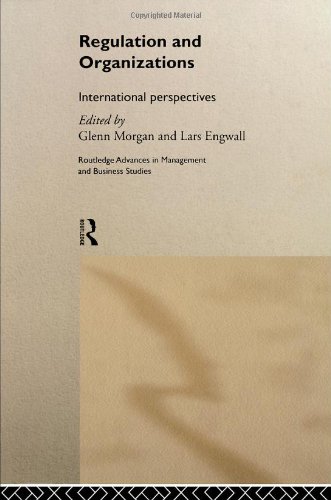 Copyrighted Material
Regulation and
Organizations
International perspectives
Edited by
Glenn Morgan and Lars Engwall
Routledge Advances in Management
and Business Studies
ROUTLEDGE